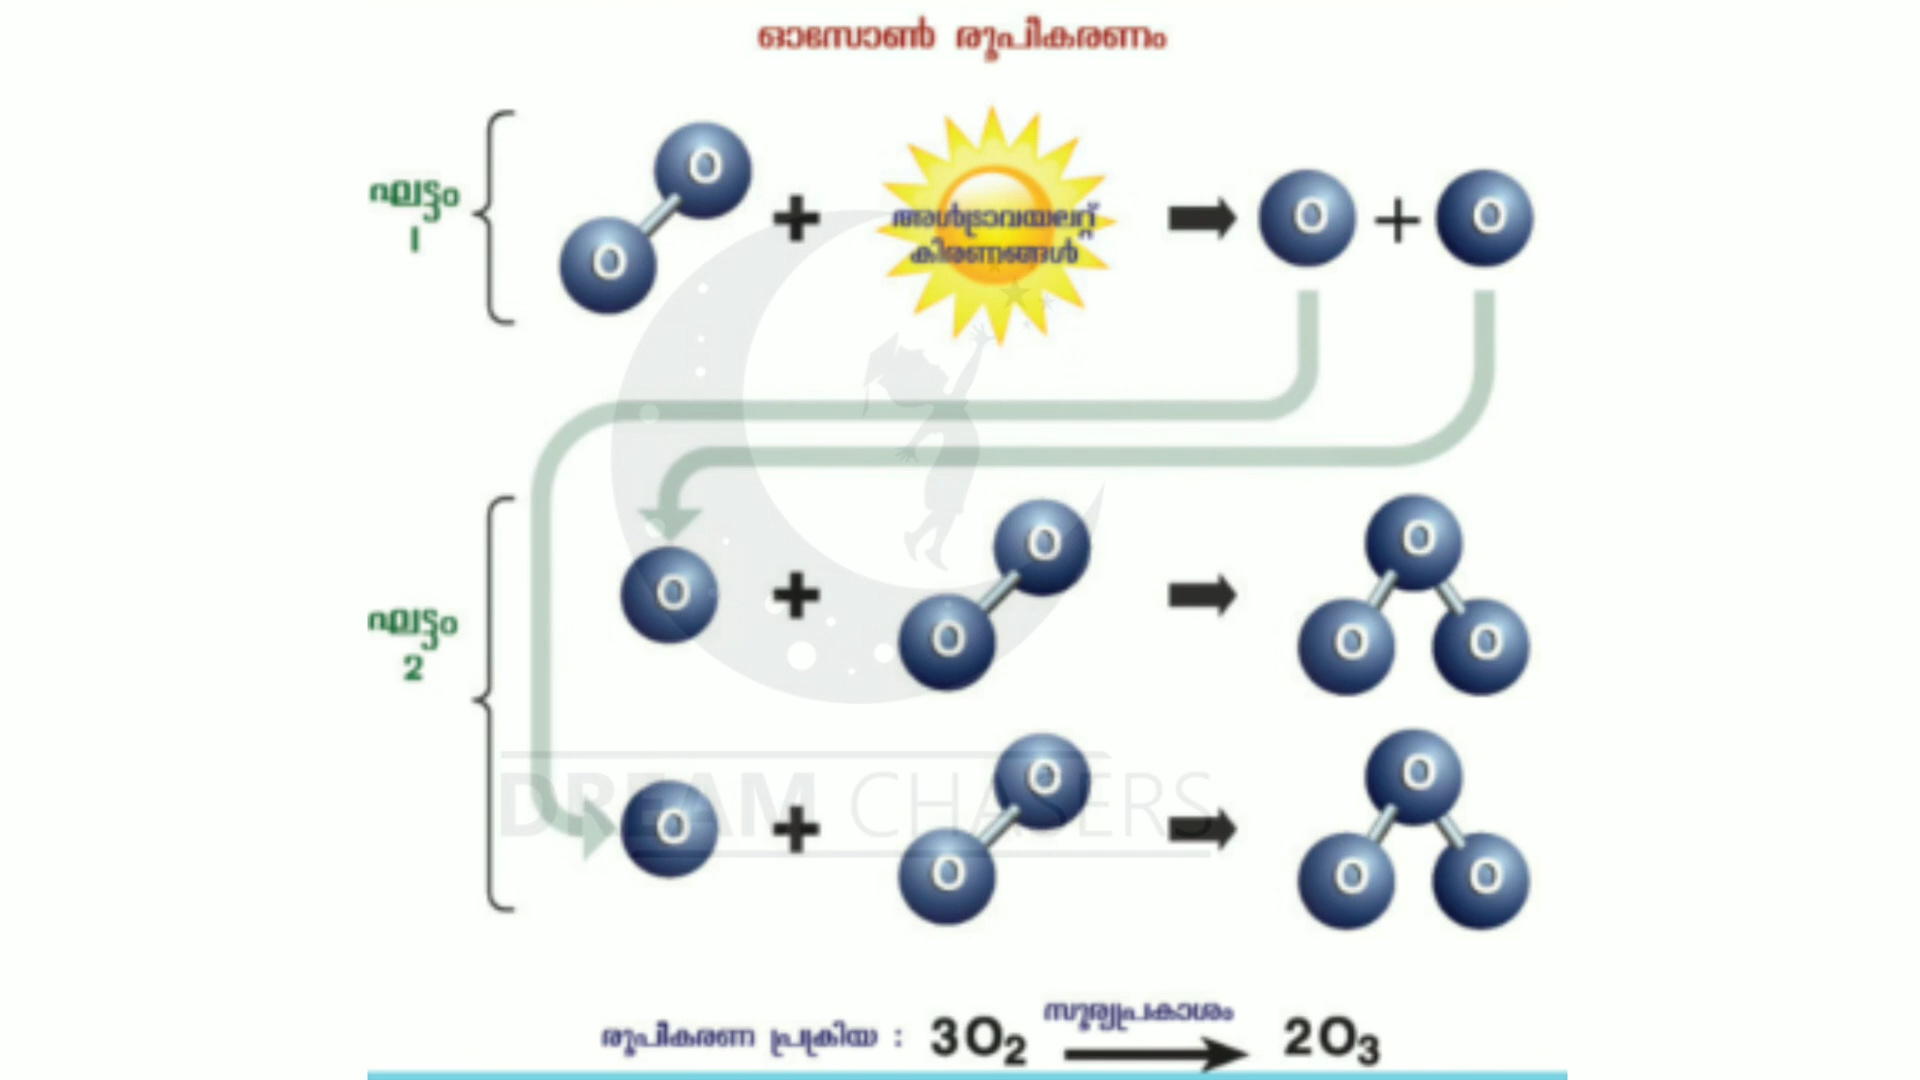 ഓസോൺ രൂപീകരണം
ഘട്ടം
1
O
O
+
അൾട്രാവയലറ്റ്
കിരണങ്ങൾ
O + O
ഘട്ടം
2
O + O O
O O O
O + O O
O O O
DREAM CHASERS
രൂപീകരണ പ്രക്രിയ : 3O₂ സൂര്യപ്രകാശം 2O₃